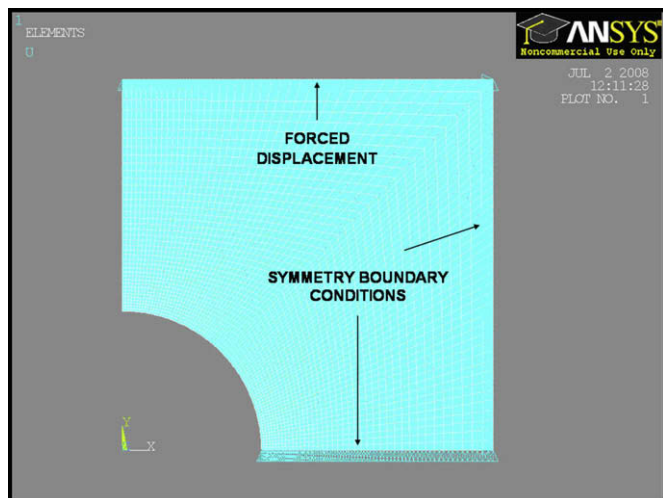 1
ELEMENTS
U
ANSYS
Noncommercial Use Only
JUL 2 2008
12:11:28
PLOT NO. 1
FORCED
DISPLACEMENT
SYMMETRY BOUNDARY
CONDITIONS
Y
X